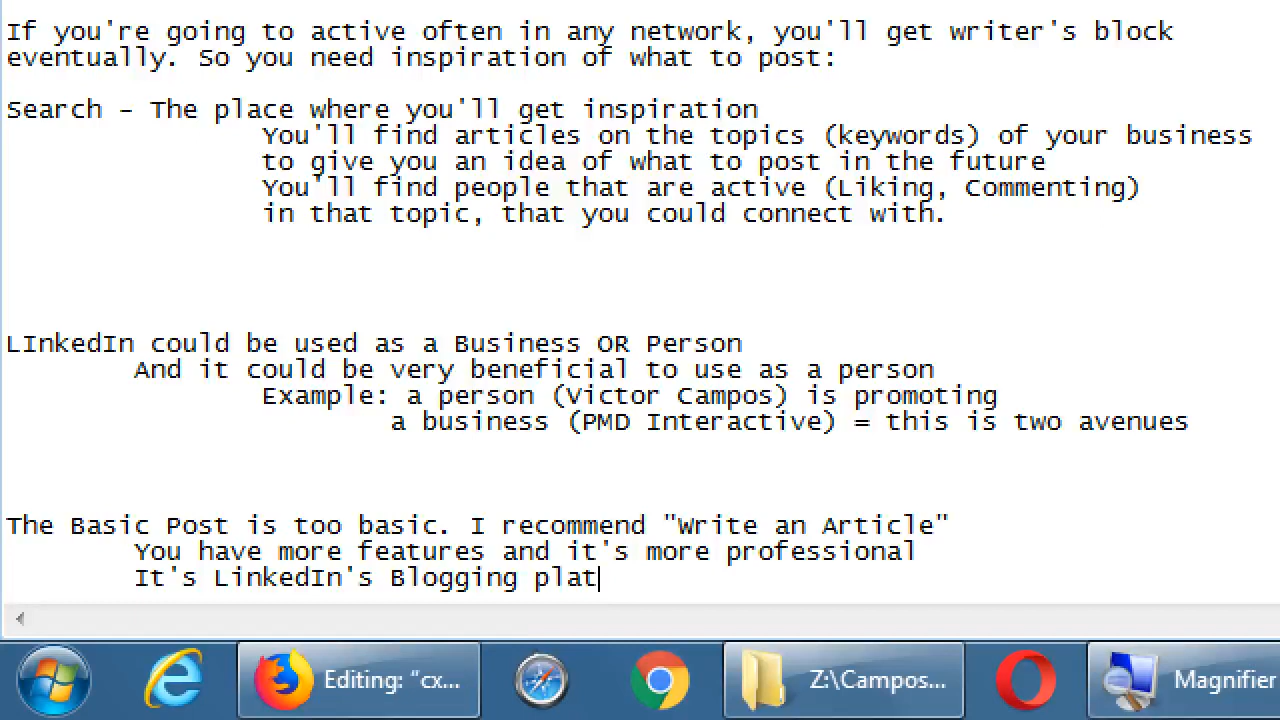 If you're going to active often in any network, you'll get writer's block
eventually. So you need inspiration of what to post:
Search - The place where you'll get inspiration
You'll find articles on the topics (keywords) of your business
to give you an idea of what to post in the future
You'll find people that are active (Liking, Commenting)
in that topic, that you could connect with.
LInkedIn could be used as a Business OR Person
And it could be very beneficial to use as a person
Example: a person (Victor Campos) is promoting
a business (PMD Interactive) = this is two avenues
The Basic Post is too basic. I recommend "Write an Article"
You have more features and it's more professional
It's LinkedIn's Blogging plat
Editing: “cx... Z:\Campos... Magnifier